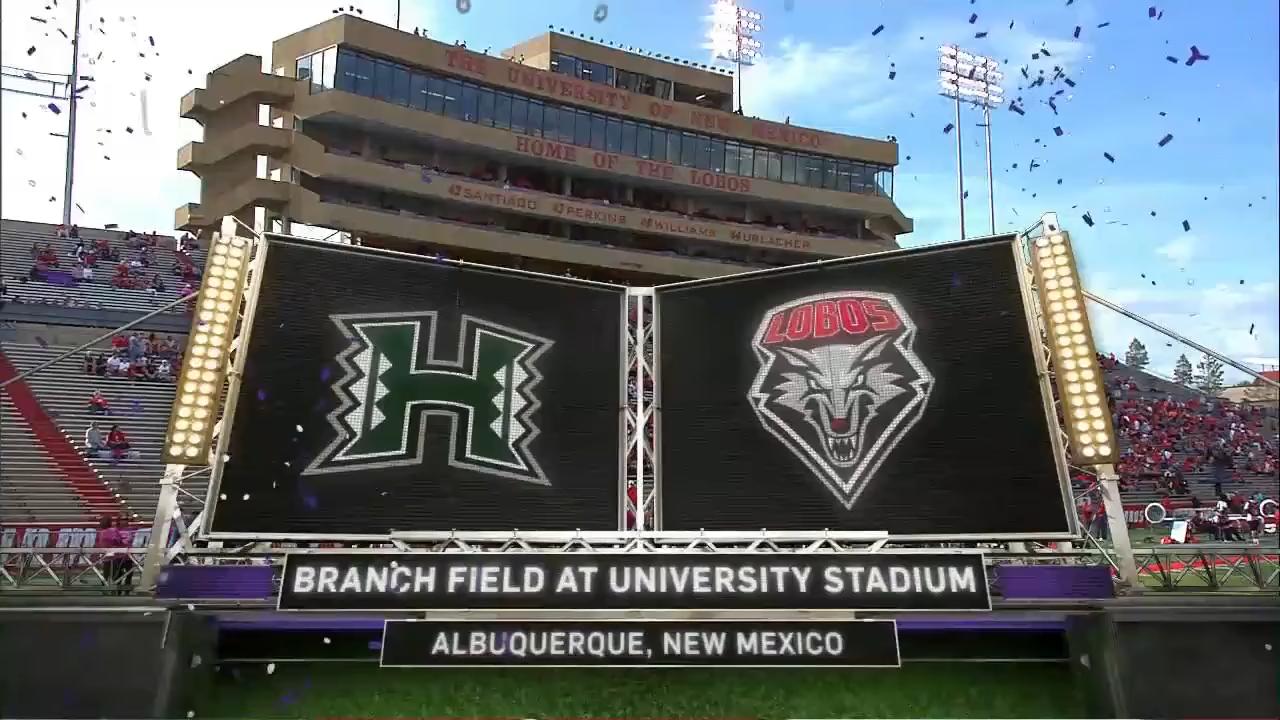 THE UNIVERSITY OF NEW MEXICO
HOME OF THE LOBOS
SANTIAGO PERKINS WILLIAMS URLACHER
H
LOBOS
BRANCH FIELD AT UNIVERSITY STADIUM
ALBUQUERQUE, NEW MEXICO